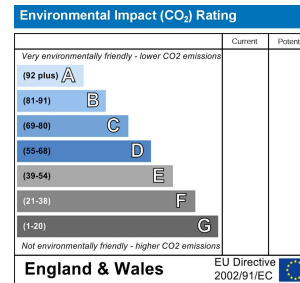 Environmental Impact (CO₂) Rating
Current Poten
Very environmentally friendly - lower CO2 emissions
(92 plus) A
(81-91) B
(69-80) C
(55-68) D
(39-54) E
(21-38) F
(1-20) G
Not environmentally friendly - higher CO2 emissions
England & Wales
EU Directive
2002/91/EC